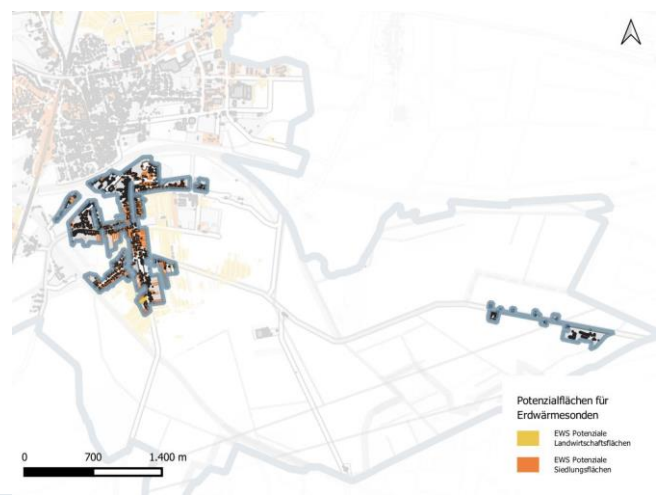 Potenzialflächen für
Erdwärmesonden
EWS Potenziale
Landwirtschaftsflächen
EWS Potenziale
Siedlungsflächen
0 700 1.400 m